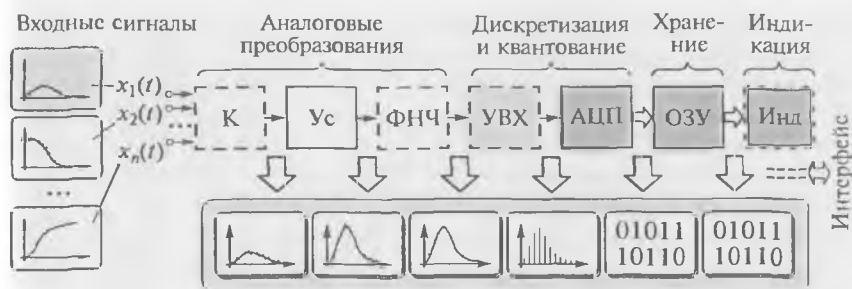 Входные сигналы
Аналоговые
преобразования
Дискретизация
и квантование
Хране-
ние
Инди-
кация
x₁(t)
x₂(t)
...
xₙ(t)
...
К
Ус
ФНЧ
УВХ
АЦП
ОЗУ
Инд
Интерфейс
01011
10110
01011
10110